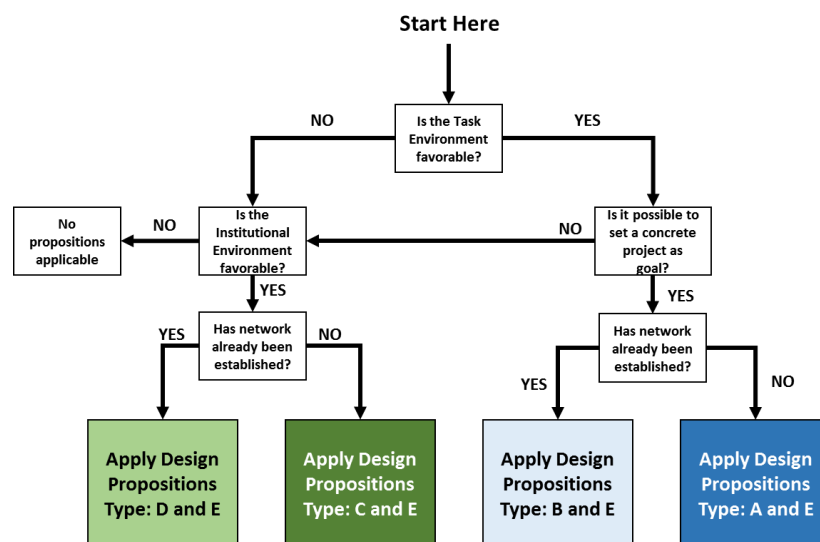 Start Here
NO
YES
Is the Task
Environment
favorable?
No
propositions
applicable
NO
Is the
Institutional
Environment
favorable?
NO
Is it possible to
set a concrete
project as
goal?
YES
YES
YES
Has network
already been
established?
NO
YES
Has network
already been
established?
NO
Apply Design
Propositions
Type: D and E
Apply Design
Propositions
Type: C and E
Apply Design
Propositions
Type: B and E
Apply Design
Propositions
Type: A and E